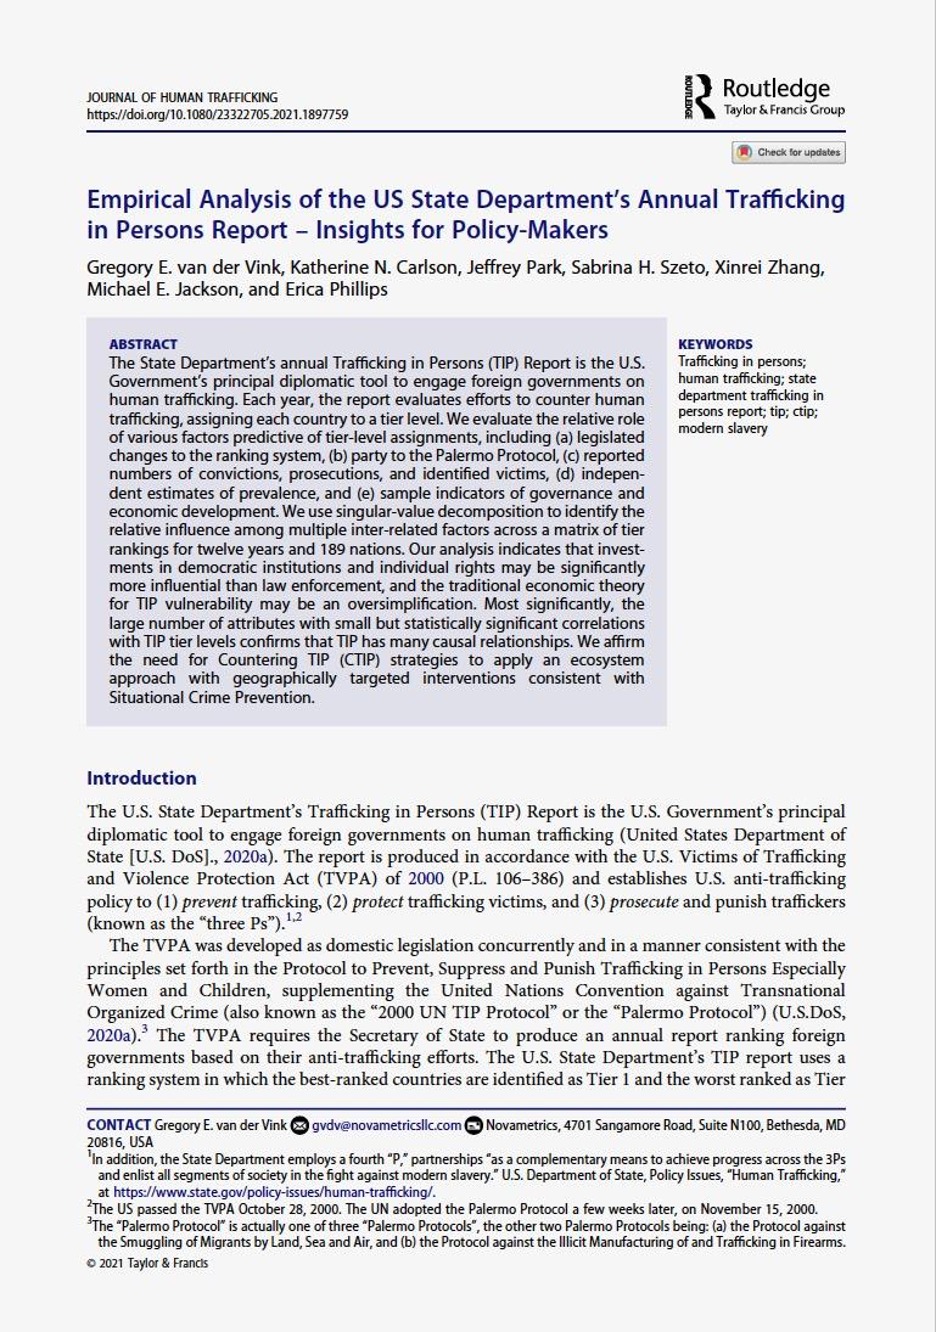 JOURNAL OF HUMAN TRAFFICKING
https://doi.org/10.1080/23322705.2021.1897759
ROUTLEDGE
Routledge
Taylor & Francis Group
Check for updates
Empirical Analysis of the US State Department’s Annual Trafficking
in Persons Report – Insights for Policy-Makers
Gregory E. van der Vink, Katherine N. Carlson, Jeffrey Park, Sabrina H. Szeto, Xinrei Zhang,
Michael E. Jackson, and Erica Phillips
ABSTRACT
The State Department’s annual Trafficking in Persons (TIP) Report is the U.S.
Government’s principal diplomatic tool to engage foreign governments on
human trafficking. Each year, the report evaluates efforts to counter human
trafficking, assigning each country to a tier level. We evaluate the relative role
of various factors predictive of tier-level assignments, including (a) legislated
changes to the ranking system, (b) party to the Palermo Protocol, (c) reported
numbers of convictions, prosecutions, and identified victims, (d) indepen-
dent estimates of prevalence, and (e) sample indicators of governance and
economic development. We use singular-value decomposition to identify the
relative influence among multiple inter-related factors across a matrix of tier
rankings for twelve years and 189 nations. Our analysis indicates that invest-
ments in democratic institutions and individual rights may be significantly
more influential than law enforcement, and the traditional economic theory
for TIP vulnerability may be an oversimplification. Most significantly, the
large number of attributes with small but statistically significant correlations
with TIP tier levels confirms that TIP has many causal relationships. We affirm
the need for Countering TIP (CTIP) strategies to apply an ecosystem
approach with geographically targeted interventions consistent with
Situational Crime Prevention.
KEYWORDS
Trafficking in persons;
human trafficking; state
department trafficking in
persons report; tip; ctip;
modern slavery
Introduction
The U.S. State Department’s Trafficking in Persons (TIP) Report is the U.S. Government’s principal
diplomatic tool to engage foreign governments on human trafficking (United States Department of
State [U.S. DoS]., 2020a). The report is produced in accordance with the U.S. Victims of Trafficking
and Violence Protection Act (TVPA) of 2000 (P.L. 106–386) and establishes U.S. anti-trafficking
policy to (1) prevent trafficking, (2) protect trafficking victims, and (3) prosecute and punish traffickers
(known as the “three Ps”).1,2
The TVPA was developed as domestic legislation concurrently and in a manner consistent with the
principles set forth in the Protocol to Prevent, Suppress and Punish Trafficking in Persons Especially
Women and Children, supplementing the United Nations Convention against Transnational
Organized Crime (also known as the “2000 UN TIP Protocol” or the “Palermo Protocol”) (U.S.DoS,
2020a).3 The TVPA requires the Secretary of State to produce an annual report ranking foreign
governments based on their anti-trafficking efforts. The U.S. State Department’s TIP report uses a
ranking system in which the best-ranked countries are identified as Tier 1 and the worst ranked as Tier
CONTACT Gregory E. van der Vink gvdv@novametricsllc.com Novametrics, 4701 Sangamore Road, Suite N100, Bethesda, MD
20816, USA
1In addition, the State Department employs a fourth “P,” partnerships “as a complementary means to achieve progress across the 3Ps
and enlist all segments of society in the fight against modern slavery.” U.S. Department of State, Policy Issues, “Human Trafficking,”
at https://www.state.gov/policy-issues/human-trafficking/.
2The US passed the TVPA October 28, 2000. The UN adopted the Palermo Protocol a few weeks later, on November 15, 2000.
3The “Palermo Protocol” is actually one of three “Palermo Protocols”, the other two Palermo Protocols being: (a) the Protocol against
the Smuggling of Migrants by Land, Sea and Air, and (b) the Protocol against the Illicit Manufacturing of and Trafficking in Firearms.
© 2021 Taylor & Francis